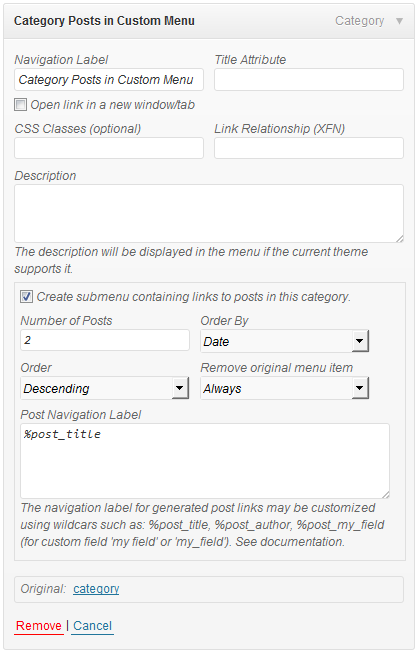 Category Posts in Custom Menu Category
Navigation Label Title Attribute
Category Posts in Custom Menu
Open link in a new window/tab
CSS Classes (optional) Link Relationship (XFN)
Description
The description will be displayed in the menu if the current theme
supports it.
Create submenu containing links to posts in this category.
Number of Posts Order By
2 Date
Order Remove original menu item
Descending Always
Post Navigation Label
%post_title
The navigation label for generated post links may be customized
using wildcars such as: %post_title, %post_author, %post_my_field
(for custom field 'my field' or 'my_field'). See documentation.
Original: category
Remove | Cancel